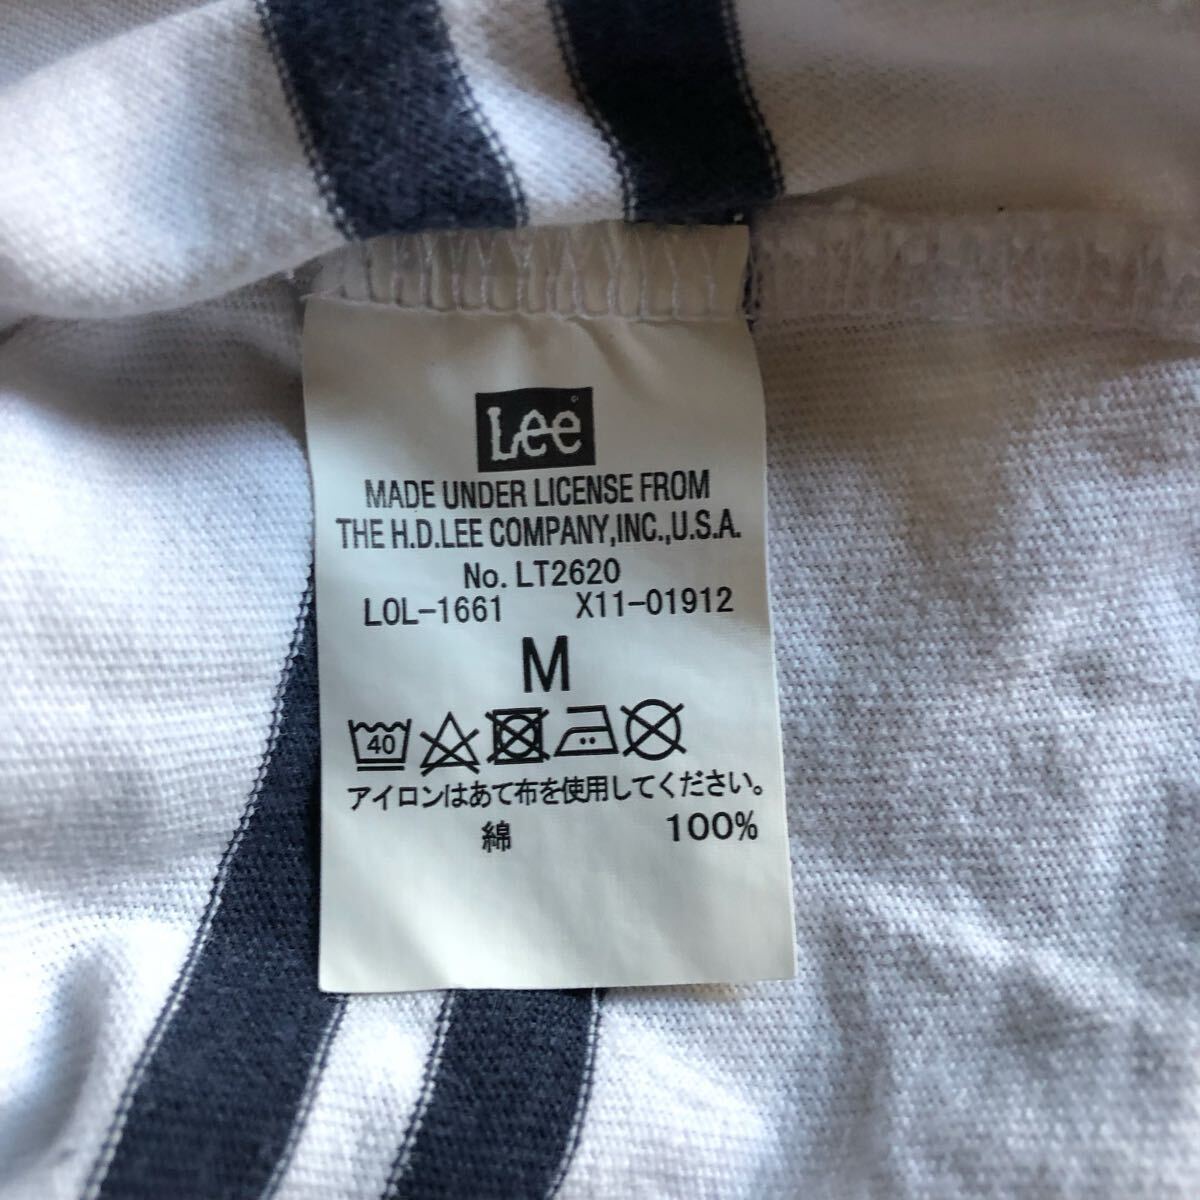 Lee
MADE UNDER LICENSE FROM
THE H.D.LEE COMPANY,INC.,U.S.A.
No. LT2620
LOL-1661 X11-01912
M
40
アイロンはあて布を使用してください。
綿 100%